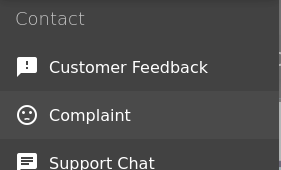 Contact
Customer Feedback
Complaint
Support Chat